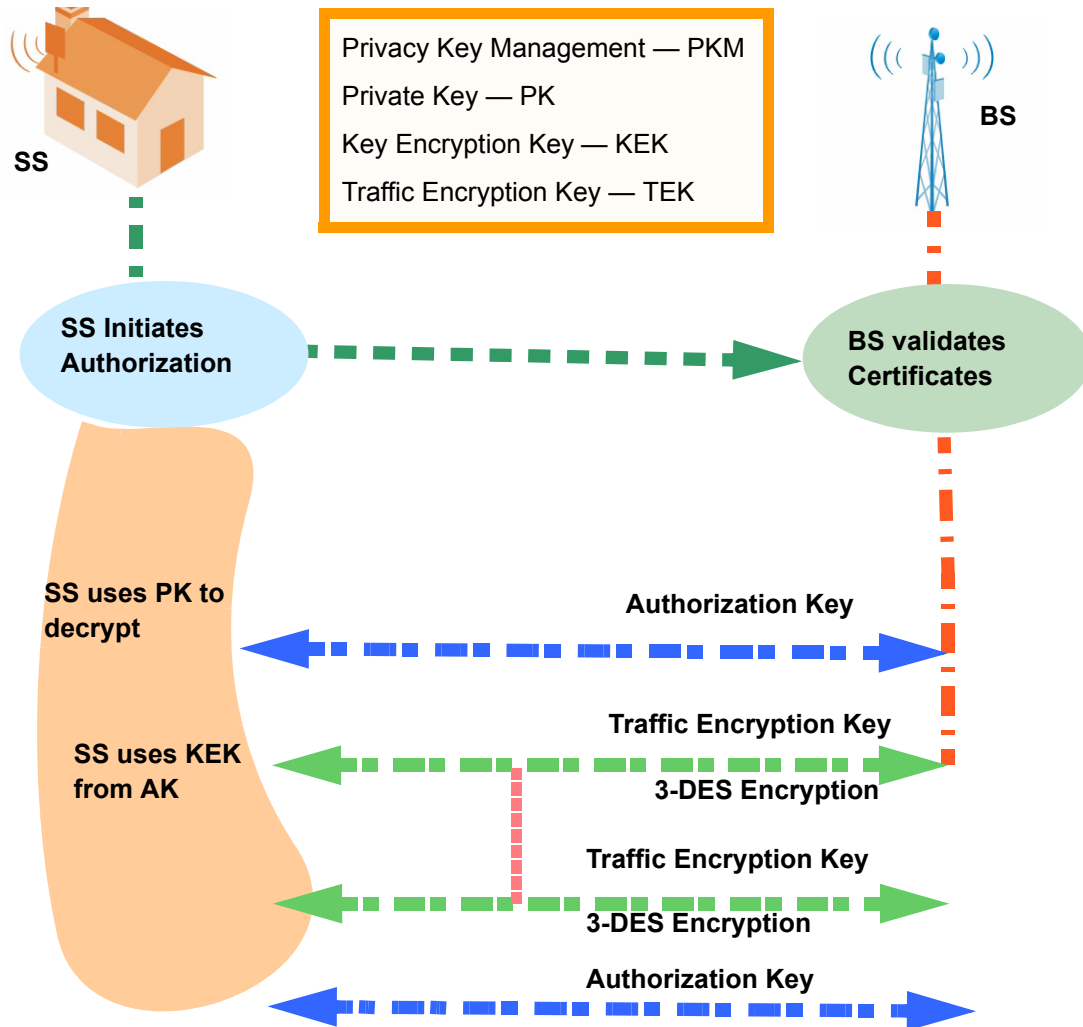 Privacy Key Management — PKM
Private Key — PK
Key Encryption Key — KEK
Traffic Encryption Key — TEK
SS
BS
SS Initiates
Authorization
BS validates
Certificates
SS uses PK to
decrypt
Authorization Key
SS uses KEK
from AK
Traffic Encryption Key
3-DES Encryption
Traffic Encryption Key
3-DES Encryption
Authorization Key